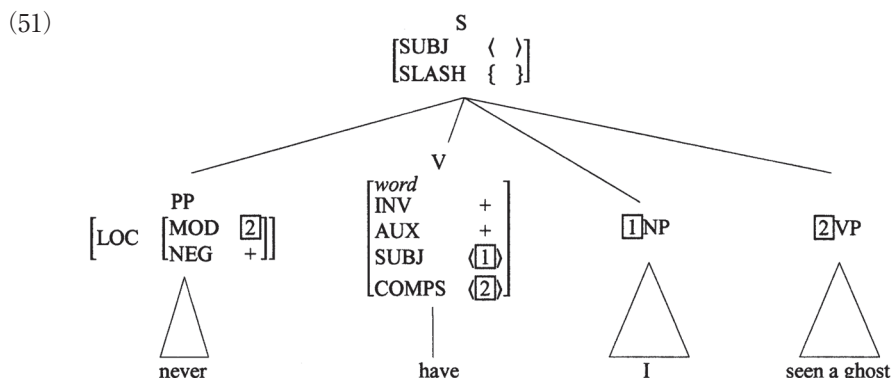 (51)
S
[SUBJ ⟨ ⟩]
[SLASH { }]
V
PP
[LOC [MOD [2]]]
[NEG +]
[word
INV +
AUX +
SUBJ ⟨[1]⟩
COMPS ⟨[2]⟩]
[1]NP
[2]VP
never have I seen a ghost